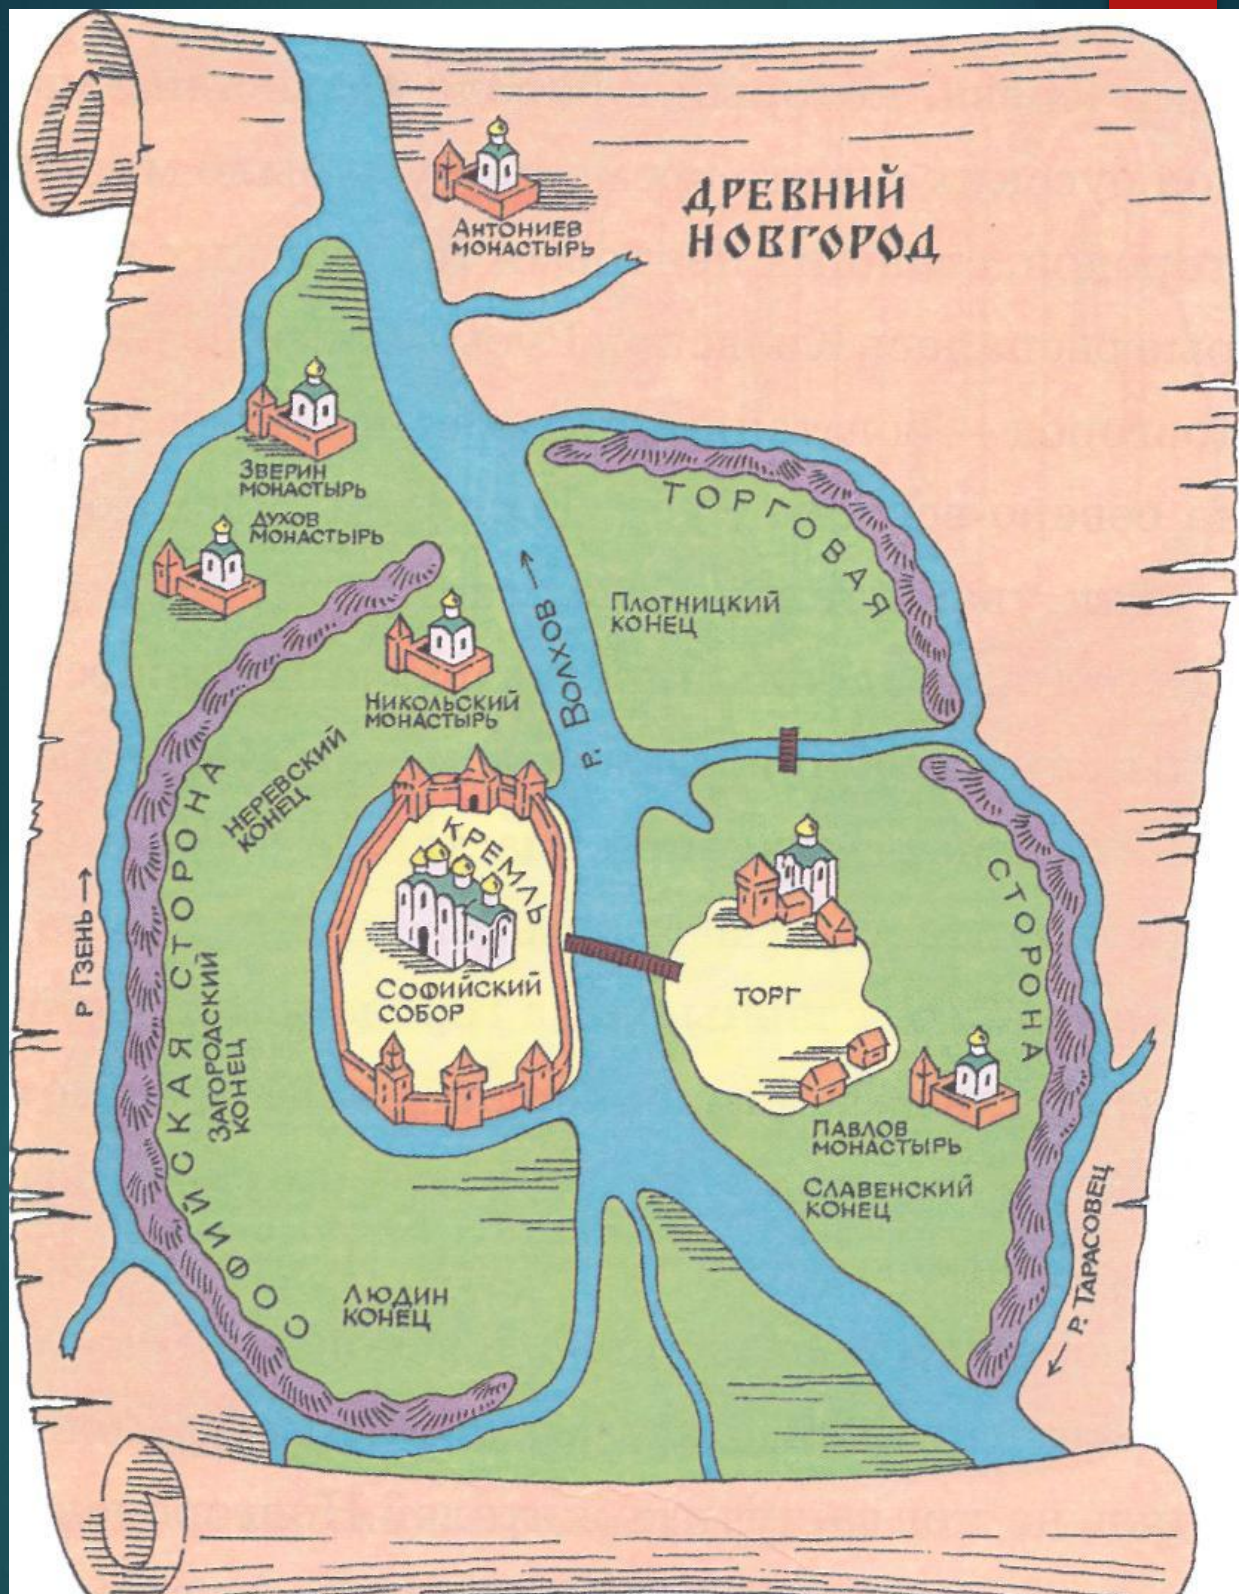 ДРЕВНИЙ
НОВГОРОД
АНТОНИЕВ
МОНАСТЫРЬ
ЗВЕРИН
МОНАСТЫРЬ
ДУХОВ
МОНАСТЫРЬ
ТОРГОВАЯ
ПЛОТНИЦКИЙ
КОНЕЦ
Р. ВОЛХОВ →
НИКОЛЬСКИЙ
МОНАСТЫРЬ
НЕРЕВСКИЙ
КОНЕЦ
КРЕМЛЬ
СТОРОНА
Р ГЗЕНЬ →
СОФИЙСКАЯ СТОРОНА
СОФИЙСКИЙ
СОБОР
ТОРГ
ЗАГОРОДСКИЙ
КОНЕЦ
ПАВЛОВ
МОНАСТЫРЬ
СЛАВЕНСКИЙ
КОНЕЦ
← Р. ТАРАСОВЕЦ
ЛЮДИН
КОНЕЦ